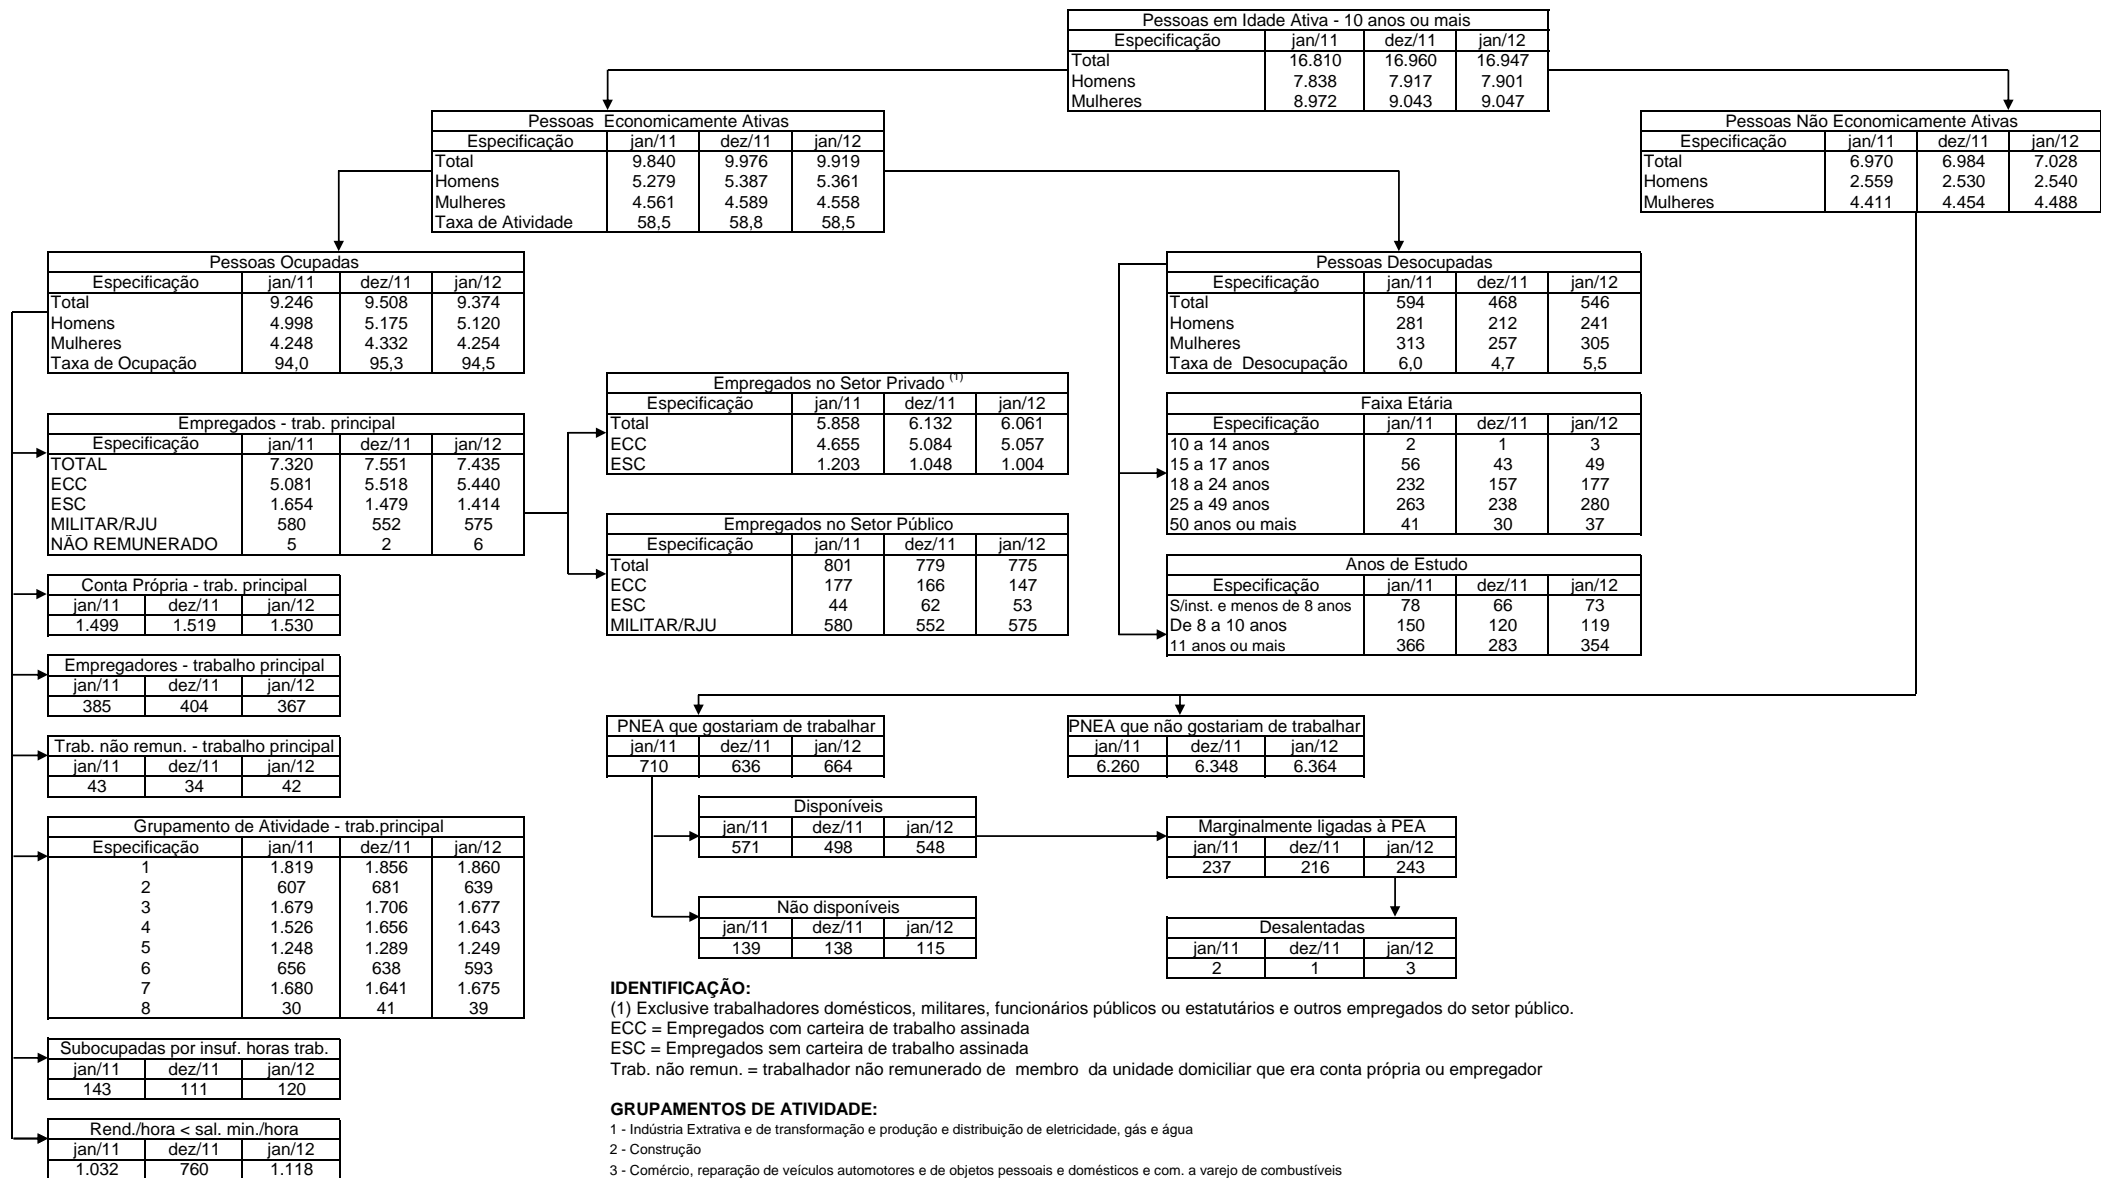 Pessoas em Idade Ativa - 10 anos ou mais
Especificação jan/11 dez/11 jan/12
Total 16.810 16.960 16.947
Homens 7.838 7.917 7.901
Mulheres 8.972 9.043 9.047
Pessoas Economicamente Ativas
Especificação jan/11 dez/11 jan/12
Total 9.840 9.976 9.919
Homens 5.279 5.387 5.361
Mulheres 4.561 4.589 4.558
Taxa de Atividade 58,5 58,8 58,5
Pessoas Não Economicamente Ativas
Especificação jan/11 dez/11 jan/12
Total 6.970 6.984 7.028
Homens 2.559 2.530 2.540
Mulheres 4.411 4.454 4.488
Pessoas Ocupadas
Especificação jan/11 dez/11 jan/12
Total 9.246 9.508 9.374
Homens 4.998 5.175 5.120
Mulheres 4.248 4.332 4.254
Taxa de Ocupação 94,0 95,3 94,5
Pessoas Desocupadas
Especificação jan/11 dez/11 jan/12
Total 594 468 546
Homens 281 212 241
Mulheres 313 257 305
Taxa de Desocupação 6,0 4,7 5,5
Empregados - trab. principal
Especificação jan/11 dez/11 jan/12
TOTAL 7.320 7.551 7.435
ECC 5.081 5.518 5.440
ESC 1.654 1.479 1.414
MILITAR/RJU 580 552 575
NÃO REMUNERADO 5 2 6
Empregados no Setor Privado (1)
Especificação jan/11 dez/11 jan/12
Total 5.858 6.132 6.061
ECC 4.655 5.084 5.057
ESC 1.203 1.048 1.004
Empregados no Setor Público
Especificação jan/11 dez/11 jan/12
Total 801 779 775
ECC 177 166 147
ESC 44 62 53
MILITAR/RJU 580 552 575
Faixa Etária
Especificação jan/11 dez/11 jan/12
10 a 14 anos 2 1 3
15 a 17 anos 56 43 49
18 a 24 anos 232 157 177
25 a 49 anos 263 238 280
50 anos ou mais 41 30 37
Anos de Estudo
Especificação jan/11 dez/11 jan/12
S/inst. e menos de 8 anos 78 66 73
De 8 a 10 anos 150 120 119
11 anos ou mais 366 283 354
Conta Própria - trab. principal
jan/11 dez/11 jan/12
1.499 1.519 1.530
Empregadores - trabalho principal
jan/11 dez/11 jan/12
385 404 367
Trab. não remun. - trabalho principal
jan/11 dez/11 jan/12
43 34 42
Grupamento de Atividade - trab.principal
Especificação jan/11 dez/11 jan/12
1 1.819 1.856 1.860
2 607 681 639
3 1.679 1.706 1.677
4 1.526 1.656 1.643
5 1.248 1.289 1.249
6 656 638 593
7 1.680 1.641 1.675
8 30 41 39
Subocupadas por insuf. horas trab.
jan/11 dez/11 jan/12
143 111 120
Rend./hora < sal. min./hora
jan/11 dez/11 jan/12
1.032 760 1.118
PNEA que gostariam de trabalhar
jan/11 dez/11 jan/12
710 636 664
PNEA que não gostariam de trabalhar
jan/11 dez/11 jan/12
6.260 6.348 6.364
Disponíveis
jan/11 dez/11 jan/12
571 498 548
Marginalmente ligadas à PEA
jan/11 dez/11 jan/12
237 216 243
Não disponíveis
jan/11 dez/11 jan/12
139 138 115
Desalentadas
jan/11 dez/11 jan/12
2 1 3
IDENTIFICAÇÃO:
(1) Exclusive trabalhadores domésticos, militares, funcionários públicos ou estatutários e outros empregados do setor público.
ECC = Empregados com carteira de trabalho assinada
ESC = Empregados sem carteira de trabalho assinada
Trab. não remun. = trabalhador não remunerado de membro da unidade domiciliar que era conta própria ou empregador
GRUPAMENTOS DE ATIVIDADE:
1 - Indústria Extrativa e de transformação e produção e distribuição de eletricidade, gás e água
2 - Construção
3 - Comércio, reparação de veículos automotores e de objetos pessoais e domésticos e com. a varejo de combustíveis